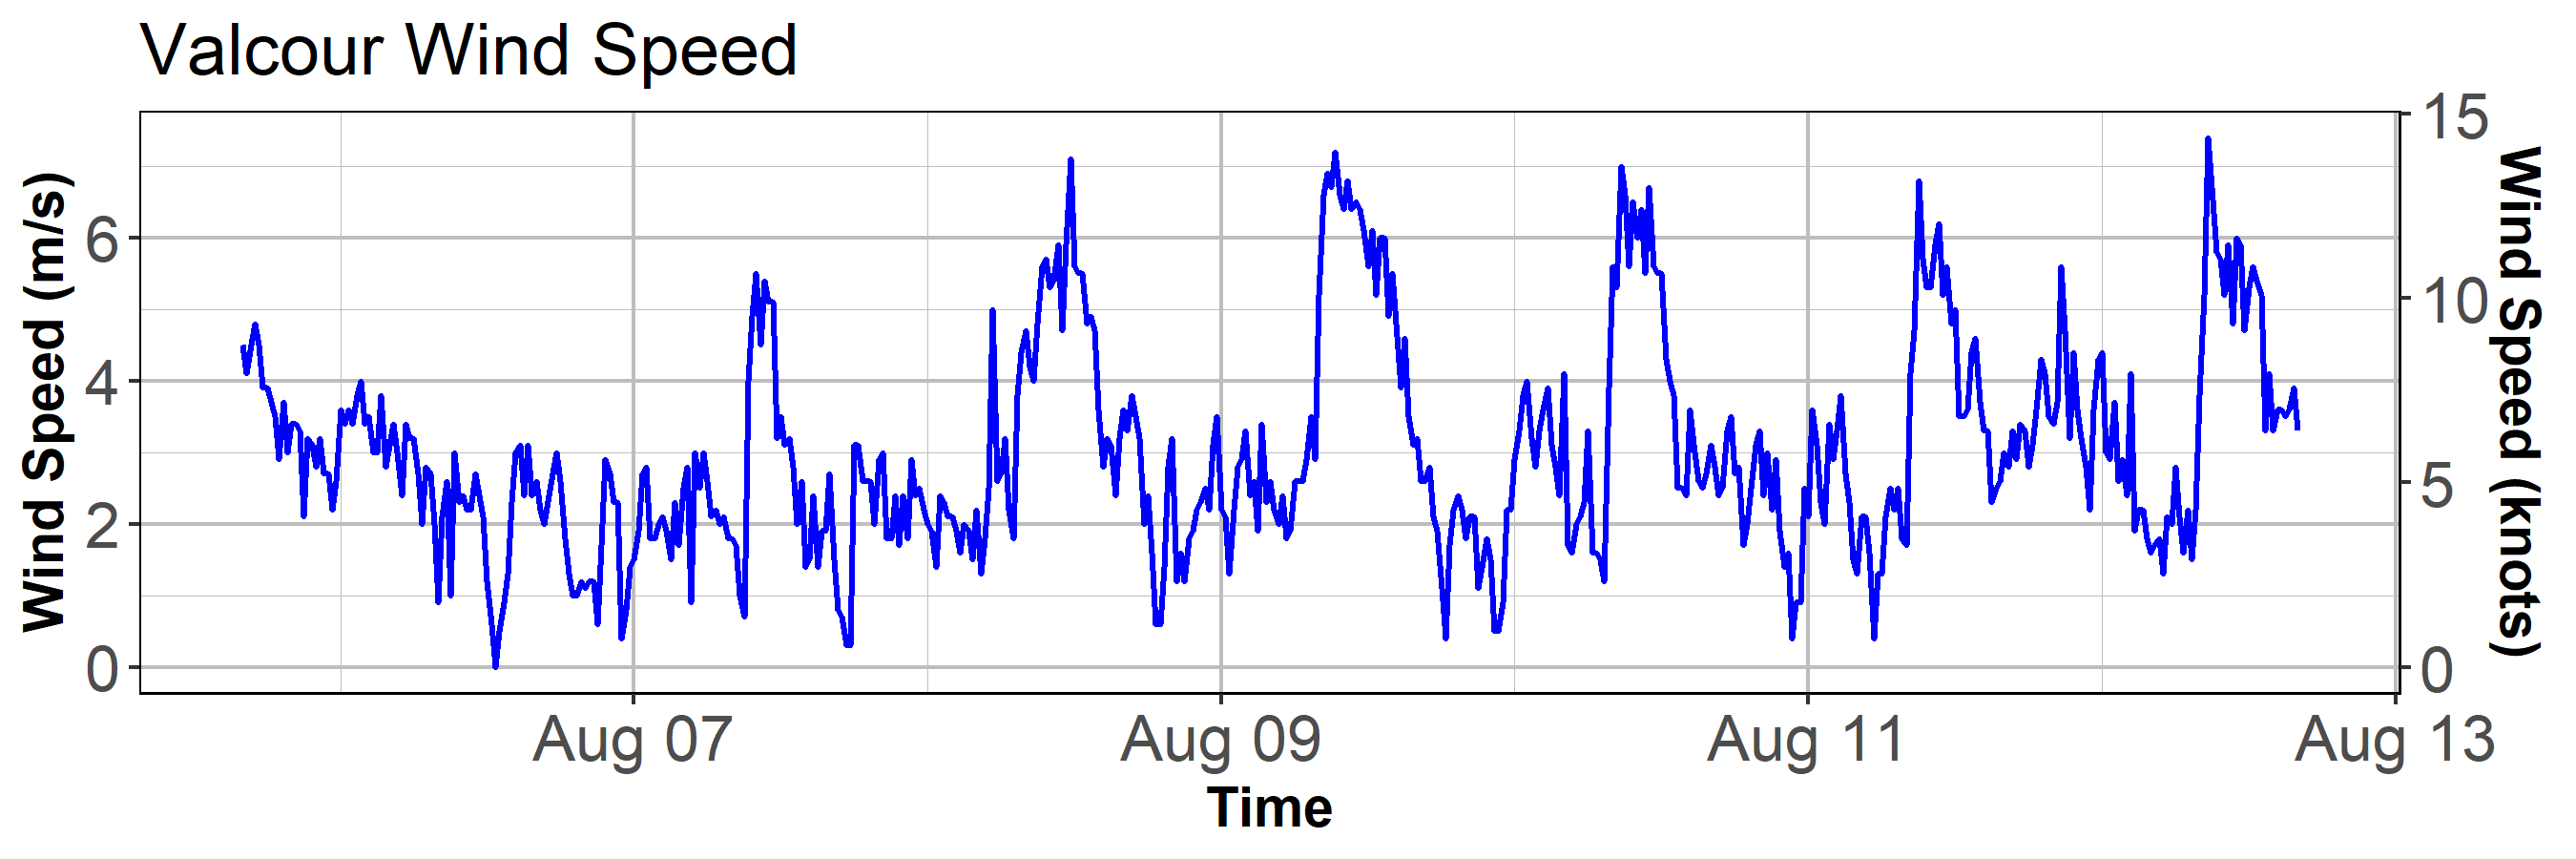 Valcour Wind Speed
Wind Speed (m/s)
6
4
2
0
15
10
5
0
Wind Speed (knots)
Aug 07
Aug 09
Aug 11
Aug 13
Time